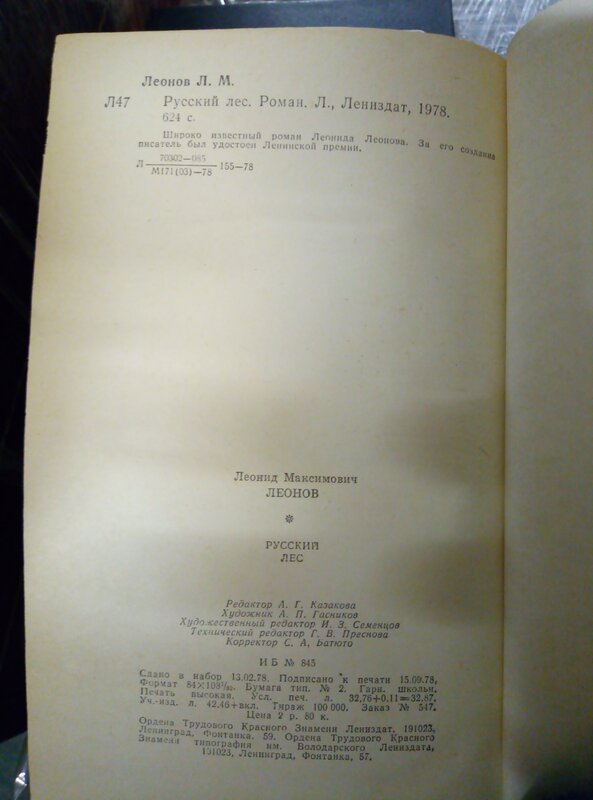 Леонов Л. М.
Л47 Русский лес. Роман. Л., Лениздат, 1978.
624 с.
Широко известный роман Леонида Леонова. За его создание
писатель был удостоен Ленинской премии.
Л 70302—085 155—78
М171(03)—78
Леонид Максимович
ЛЕОНОВ
РУССКИЙ
ЛЕС
Редактор А. Г. Казакова
Художник А. П. Гасников
Художественный редактор И. З. Семенцов
Технический редактор Г. В. Преснова
Корректор С. А. Батюто
ИБ № 845
Сдано в набор 13.02.78. Подписано к печати 15.09.78.
Формат 84×108¹/₃₂. Бумага тип. № 2. Гарн. школьн.
Печать высокая. Усл. печ. л. 32,76+0,11=32,87.
Уч.-изд. л. 42,46+вкл. Тираж 100 000. Заказ № 547.
Цена 2 р. 80 к.
Ордена Трудового Красного Знамени Лениздат. 191023,
Ленинград, Фонтанка, 59. Ордена Трудового Красного
Знамени типография им. Володарского Лениздата,
191023, Ленинград, Фонтанка, 57.